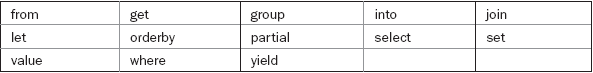 from get group into join
let orderby partial select set
value where yield